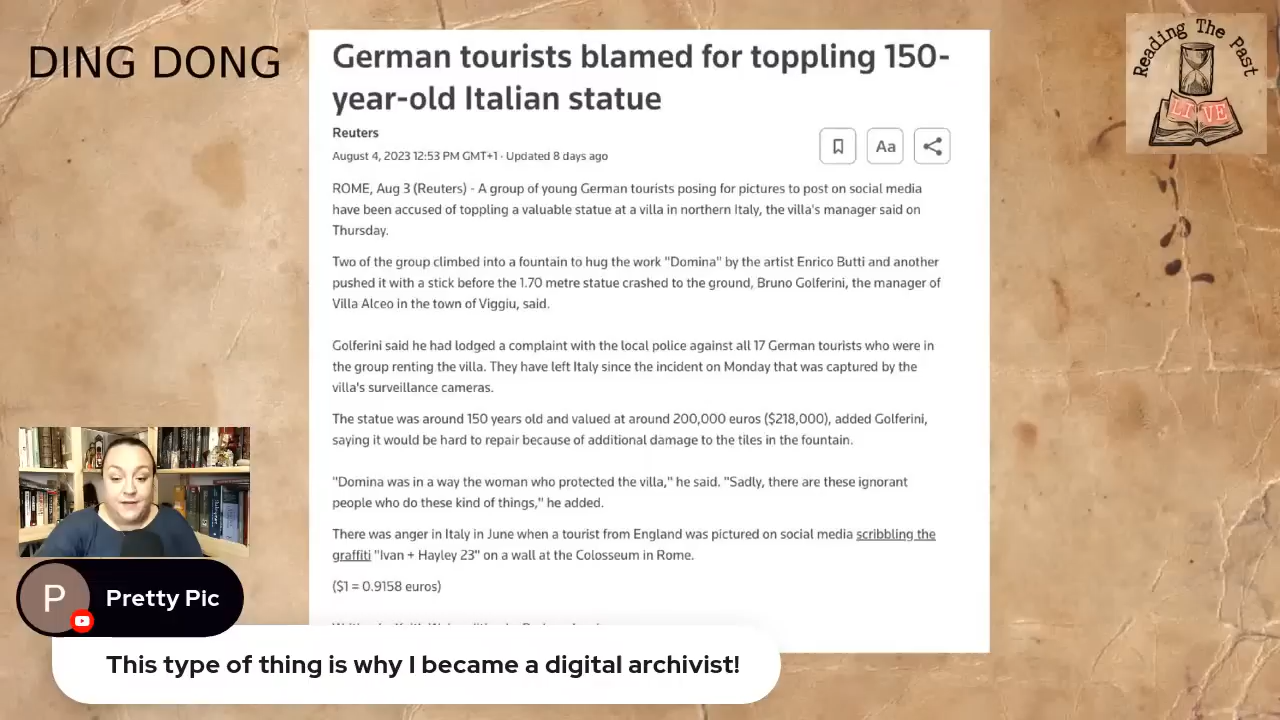 DING DONG
Reading The Past
LIVE
German tourists blamed for toppling 150-
year-old Italian statue
Reuters
August 4, 2023 12:53 PM GMT+1 · Updated 8 days ago
Aa
ROME, Aug 3 (Reuters) - A group of young German tourists posing for pictures to post on social media
have been accused of toppling a valuable statue at a villa in northern Italy, the villa's manager said on
Thursday.
Two of the group climbed into a fountain to hug the work "Domina" by the artist Enrico Butti and another
pushed it with a stick before the 1.70 metre statue crashed to the ground, Bruno Golferini, the manager of
Villa Alceo in the town of Viggiu, said.
Golferini said he had lodged a complaint with the local police against all 17 German tourists who were in
the group renting the villa. They have left Italy since the incident on Monday that was captured by the
villa's surveillance cameras.
The statue was around 150 years old and valued at around 200,000 euros ($218,000), added Golferini,
saying it would be hard to repair because of additional damage to the tiles in the fountain.
"Domina was in a way the woman who protected the villa," he said. "Sadly, there are these ignorant
people who do these kind of things," he added.
There was anger in Italy in June when a tourist from England was pictured on social media scribbling the
graffiti "Ivan + Hayley 23" on a wall at the Colosseum in Rome.
($1 = 0.9158 euros)
P
Pretty Pic
This type of thing is why I became a digital archivist!